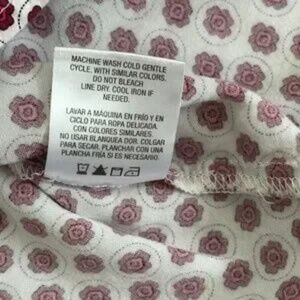 MACHINE WASH COLD GENTLE
CYCLE. WITH SIMILAR COLORS.
DO NOT BLEACH
LINE DRY. COOL IRON IF
NEEDED.
LAVAR A MÁQUINA EN FRÍO Y EN
CICLO PARA ROPA DELICADA.
CON COLORES SIMILARES.
NO USAR BLANQUEADOR. COLGAR
PARA SEGAR. PLANCHAR CON UNA
PLANCHA FRÍA SI ES NECESARIO.